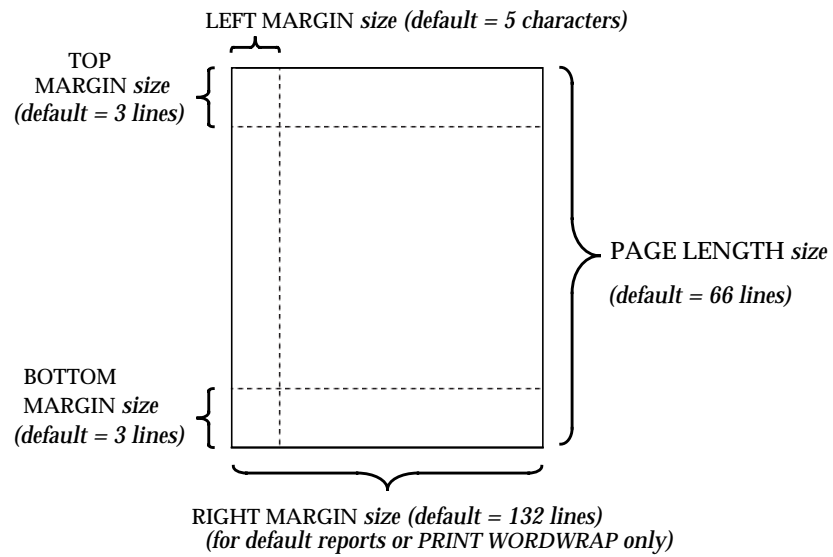 LEFT MARGIN size (default = 5 characters)
TOP
MARGIN size
(default = 3 lines)
PAGE LENGTH size
(default = 66 lines)
BOTTOM
MARGIN size
(default = 3 lines)
RIGHT MARGIN size (default = 132 lines)
(for default reports or PRINT WORDWRAP only)